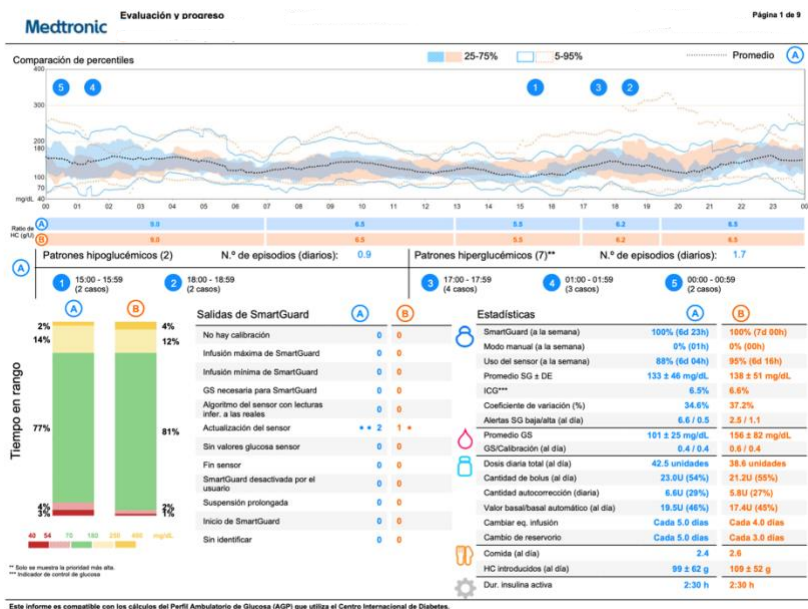 Medtronic
Evaluación y progreso
Página 1 de 9
Comparación de percentiles
25-75%
5-95%
Promedio
A
400
300
200
180
100
70
mg/dL 40
5
4
1
3
2
00 01 02 03 04 05 06 07 08 09 10 11 12 13 14 15 16 17 18 19 20 21 22 23 00
Ratio de HC (g/U)
A 9.0 6.5 5.5 6.2 6.5
B 9.0 6.5 5.5 6.2 6.5
A
Patrones hipoglucémicos (2) N.º de episodios (diarios): 0.9
1 15:00 - 15:59 (2 casos)
2 18:00 - 18:59 (2 casos)
Patrones hiperglucémicos (7)** N.º de episodios (diarios): 1.7
3 17:00 - 17:59 (4 casos)
4 01:00 - 01:59 (3 casos)
5 00:00 - 00:59 (2 casos)
Tiempo en rango
A B
2% 4%
14% 12%
77% 81%
4% 2%
3% 1%
40 54 70 180 250 400 mg/dL
** Solo se muestra la prioridad más alta.
*** Indicador de control de glucosa
Salidas de SmartGuard A B
No hay calibración 0 0
Infusión máxima de SmartGuard 0 0
Infusión mínima de SmartGuard 0 0
GS necesaria para SmartGuard 0 0
Algoritmo del sensor con lecturas infer. a las reales 0 0
Actualización del sensor 2 1
Sin valores glucosa sensor 0 0
Fin sensor 0 0
SmartGuard desactivada por el usuario 0 0
Suspensión prolongada 0 0
Inicio de SmartGuard 0 0
Sin identificar 0 0
Estadísticas A B
SmartGuard (a la semana) 100% (6d 23h) 100% (7d 00h)
Modo manual (a la semana) 0% (01h) 0% (00h)
Uso del sensor (a la semana) 88% (6d 04h) 95% (6d 16h)
Promedio SG ± DE 133 ± 46 mg/dL 138 ± 51 mg/dL
ICG*** 6.5% 6.6%
Coeficiente de variación (%) 34.6% 37.2%
Alertas SG baja/alta (al día) 6.6 / 0.5 2.5 / 1.1
Promedio GS 101 ± 25 mg/dL 156 ± 82 mg/dL
GS/Calibración (al día) 0.4 / 0.4 0.6 / 0.4
Dosis diaria total (al día) 42.5 unidades 38.6 unidades
Cantidad de bolus (al día) 23.0U (54%) 21.2U (55%)
Cantidad autocorrección (diaria) 6.6U (29%) 5.8U (27%)
Valor basal/basal automático (al día) 19.5U (46%) 17.4U (45%)
Cambiar eq. infusión Cada 5.0 días Cada 4.0 días
Cambio de reservorio Cada 5.0 días Cada 3.0 días
Comida (al día) 2.4 2.6
HC introducidos (al día) 99 ± 62 g 109 ± 52 g
Dur. insulina activa 2:30 h 2:30 h
Este informe es compatible con los cálculos del Perfil Ambulatorio de Glucosa (AGP) que utiliza el Centro Internacional de Diabetes.